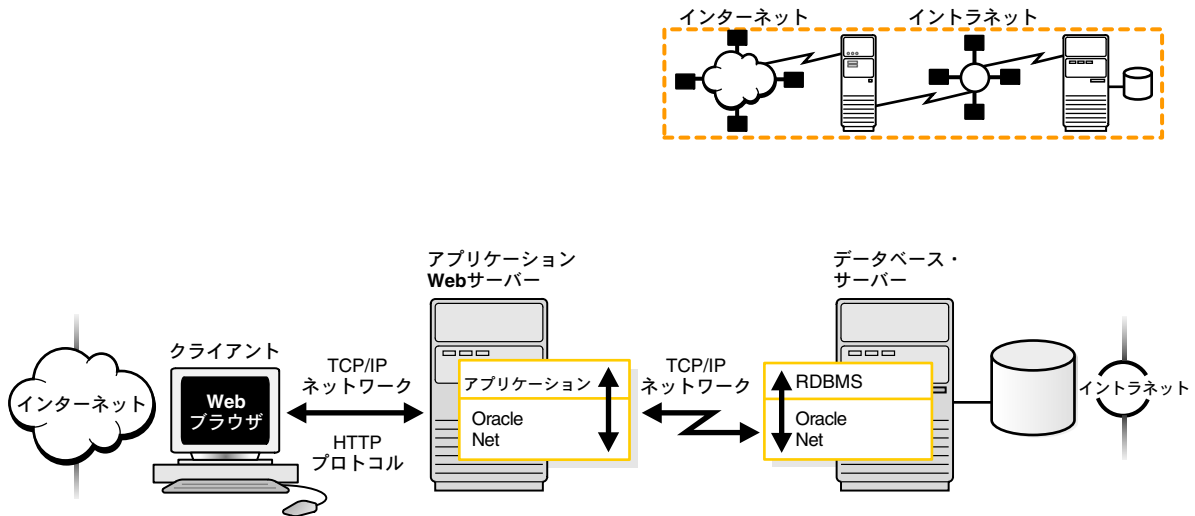 インターネット
イントラネット
アプリケーション
Webサーバー
データベース・
サーバー
クライアント
TCP/IP
ネットワーク
TCP/IP
ネットワーク
インターネット
Web
ブラウザ
アプリケーション
RDBMS
イントラネット
Oracle
Net
Oracle
Net
HTTP
プロトコル